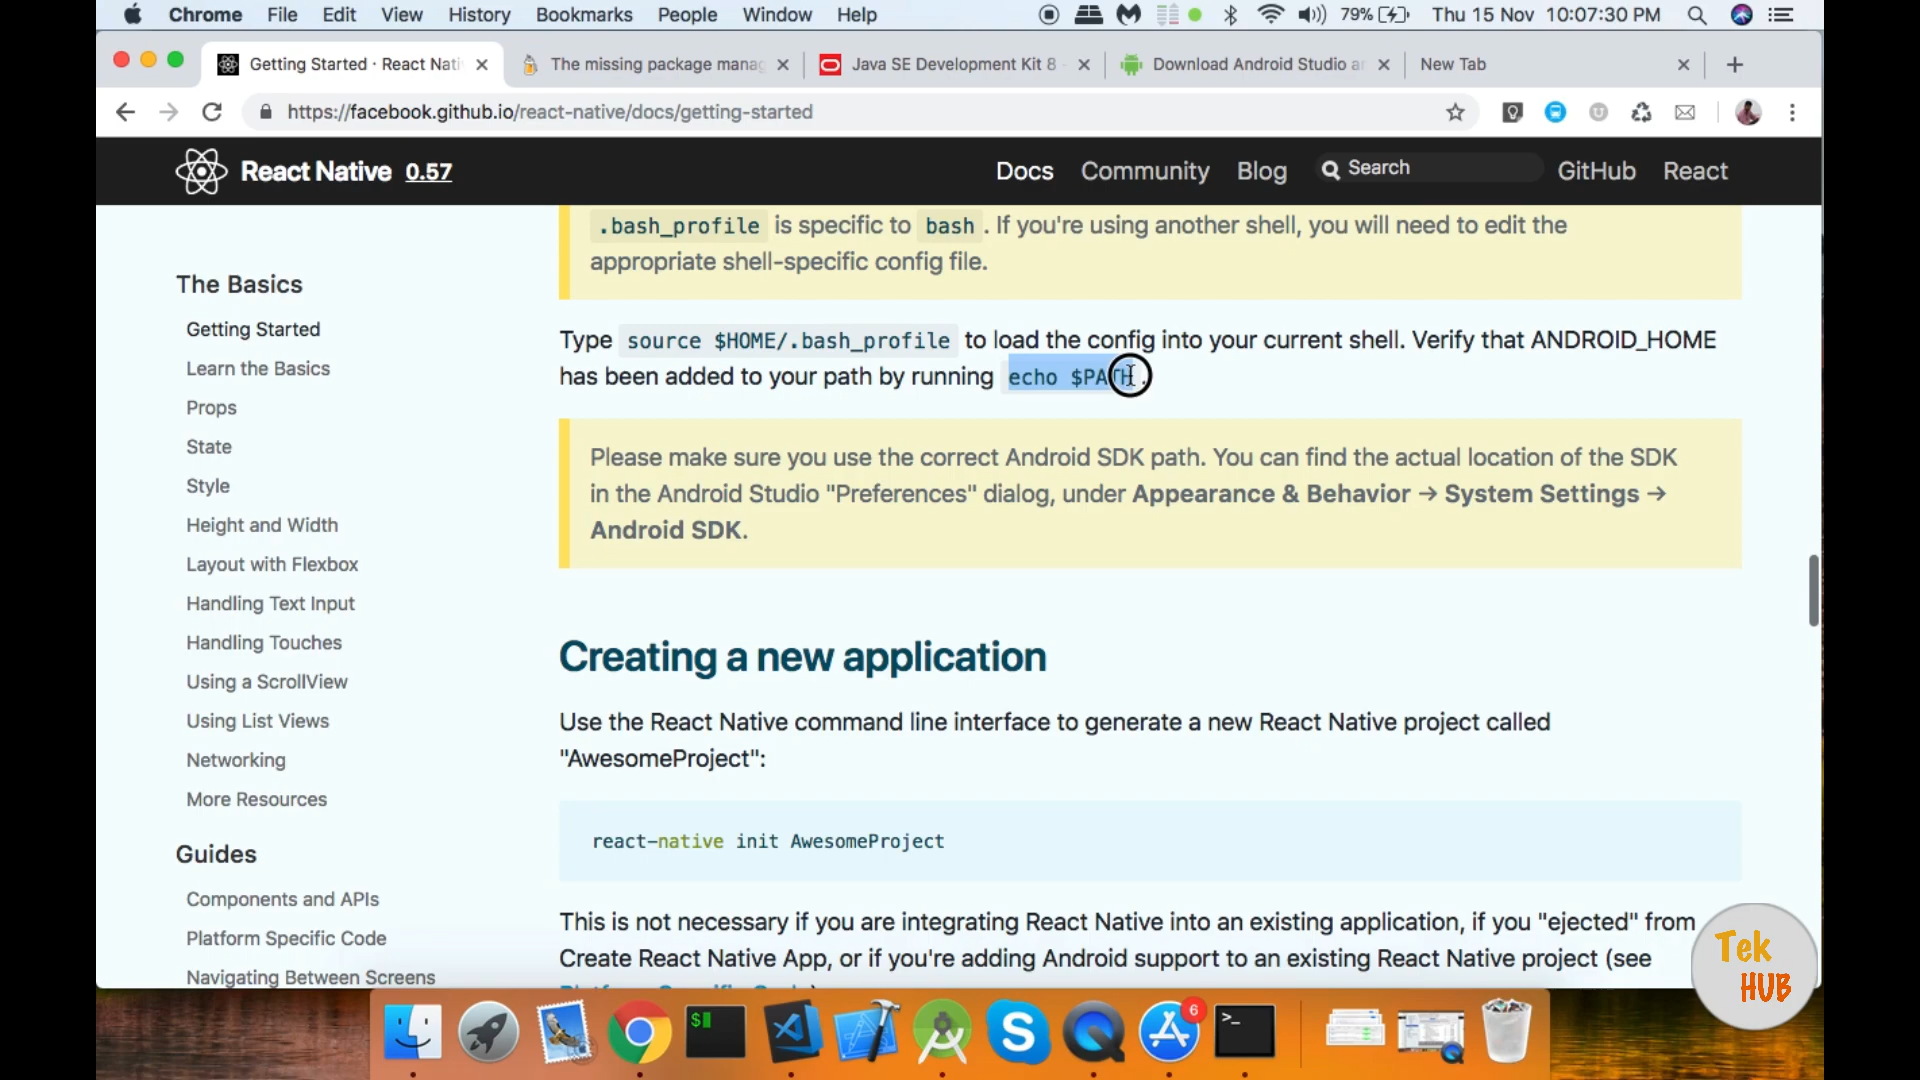 Chrome File Edit View History Bookmarks People Window Help 79% Thu 15 Nov 10:07:30 PM
Getting Started · React Nati The missing package manag Java SE Development Kit 8 - Download Android Studio an New Tab
https://facebook.github.io/react-native/docs/getting-started
React Native 0.57 Docs Community Blog Search GitHub React
.bash_profile is specific to bash . If you're using another shell, you will need to edit the
appropriate shell-specific config file.
Type source $HOME/.bash_profile to load the config into your current shell. Verify that ANDROID_HOME
has been added to your path by running echo $PATH .
Please make sure you use the correct Android SDK path. You can find the actual location of the SDK
in the Android Studio "Preferences" dialog, under Appearance & Behavior → System Settings →
Android SDK.
Creating a new application
Use the React Native command line interface to generate a new React Native project called
"AwesomeProject":
react-native init AwesomeProject
This is not necessary if you are integrating React Native into an existing application, if you "ejected" from
Create React Native App, or if you're adding Android support to an existing React Native project (see
The Basics
Getting Started
Learn the Basics
Props
State
Style
Height and Width
Layout with Flexbox
Handling Text Input
Handling Touches
Using a ScrollView
Using List Views
Networking
More Resources
Guides
Components and APIs
Platform Specific Code
Navigating Between Screens
Tek
HUB
$
6
>_